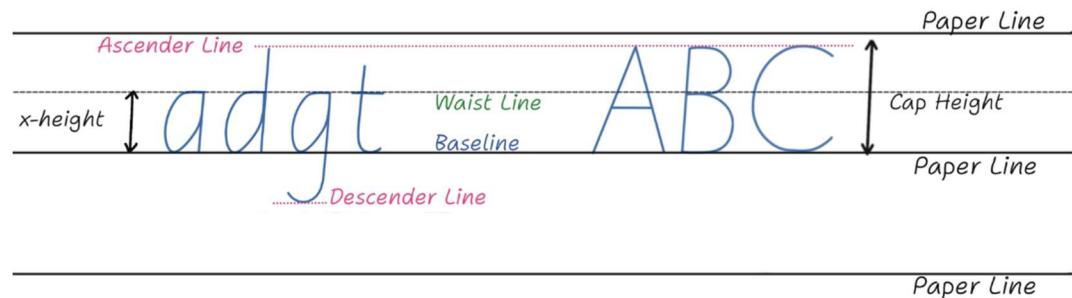 Paper Line
Ascender Line
adgt ABC
x-height Waist Line Cap Height
Baseline
Paper Line
Descender Line
Paper Line